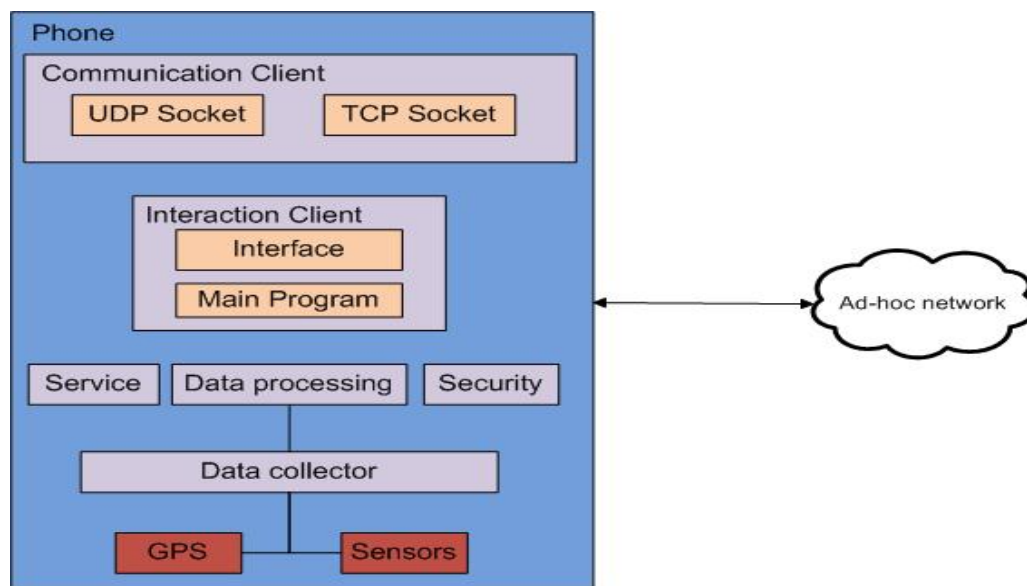 Phone
Communication Client
UDP Socket
TCP Socket
Interaction Client
Interface
Main Program
Ad-hoc network
Service
Data processing
Security
Data collector
GPS
Sensors